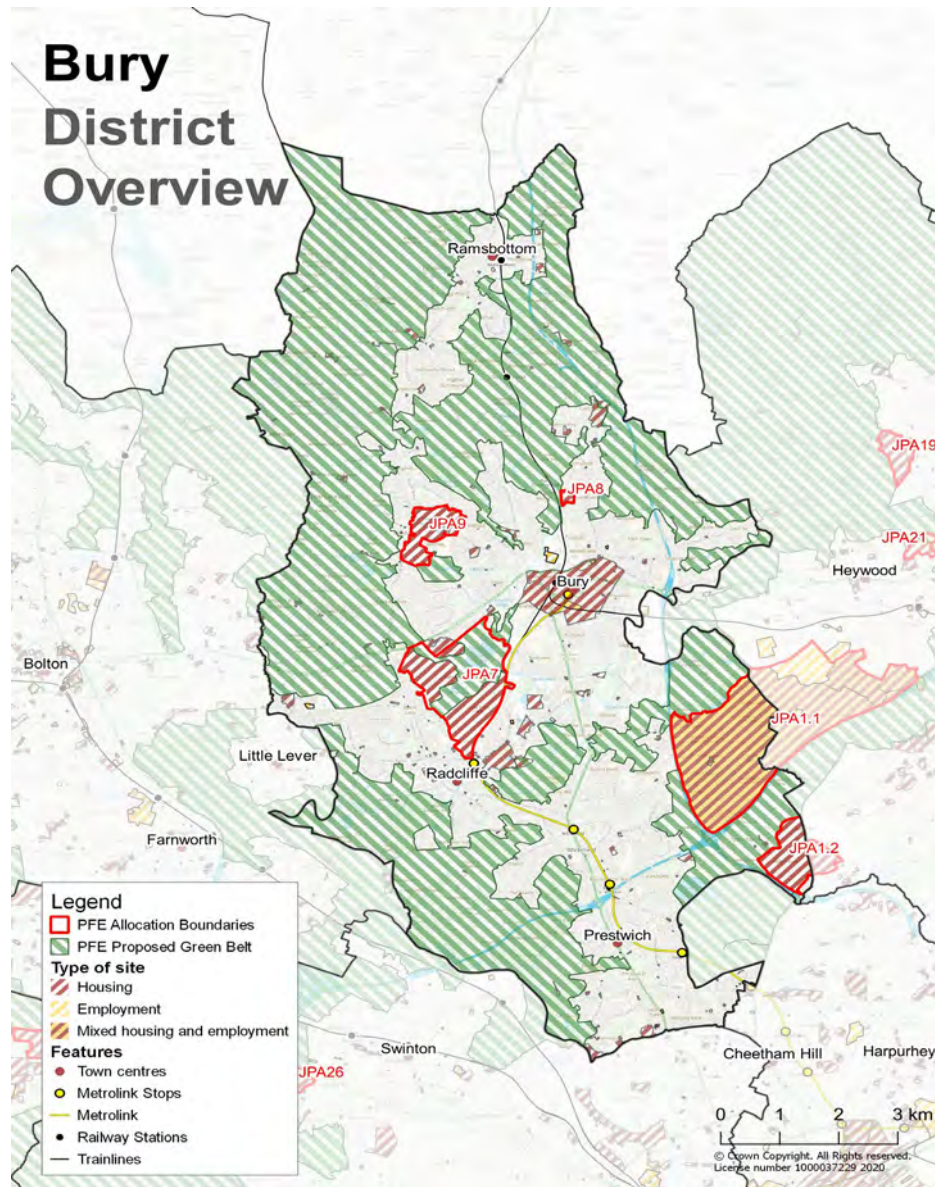 Bury
District
Overview
Ramsbottom
JPA19
JPA8
JPA9
JPA21
Heywood
Bury
Bolton
JPA7
JPA1.1
Little Lever
Radcliffe
Farnworth
JPA1.2
Prestwich
Swinton
Cheetham Hill
Harpurhey
JPA26
Legend
PFE Allocation Boundaries
PFE Proposed Green Belt
Type of site
Housing
Employment
Mixed housing and employment
Features
Town centres
Metrolink Stops
Metrolink
Railway Stations
Trainlines
0 1 2 3 km
© Crown Copyright. All Rights reserved.
License number 1000037229 2020